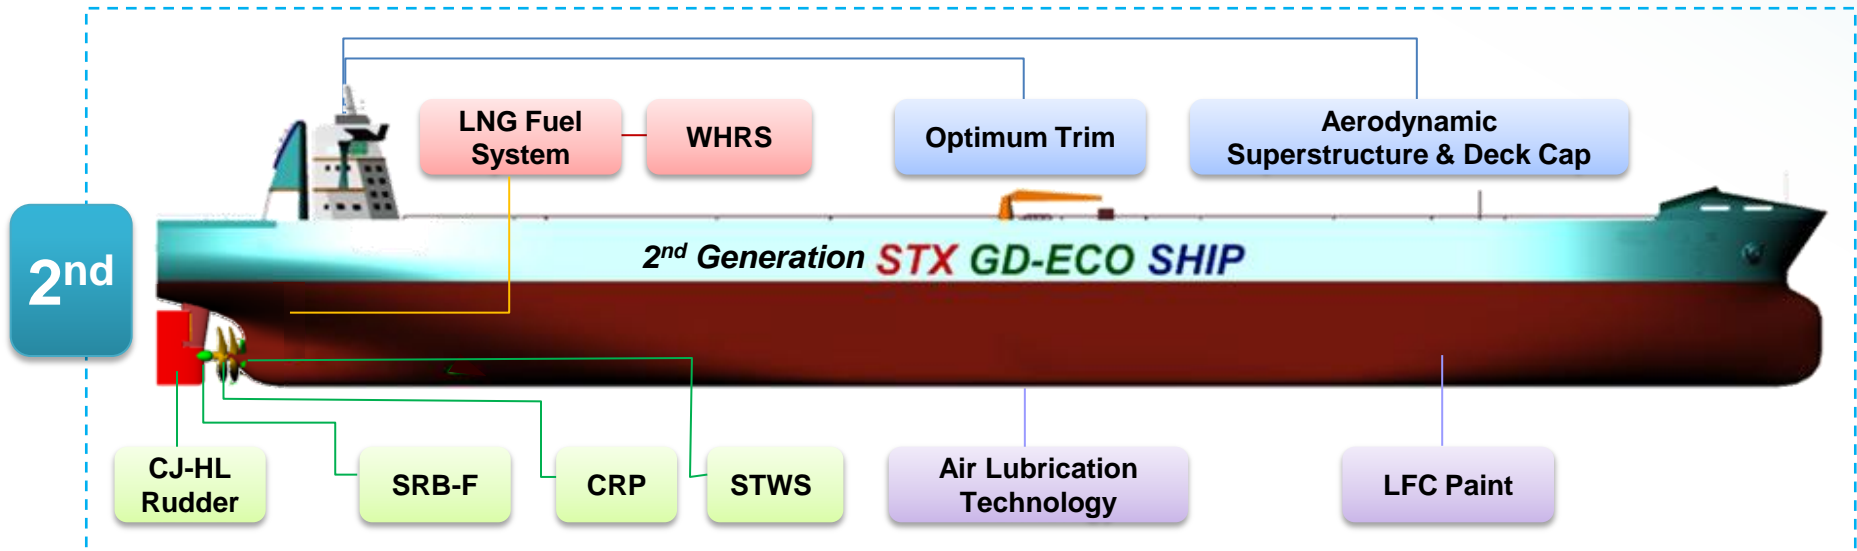 LNG Fuel
System
WHRS
Optimum Trim
Aerodynamic
Superstructure & Deck Cap
2nd
2nd Generation STX GD-ECO SHIP
CJ-HL
Rudder
SRB-F
CRP
STWS
Air Lubrication
Technology
LFC Paint